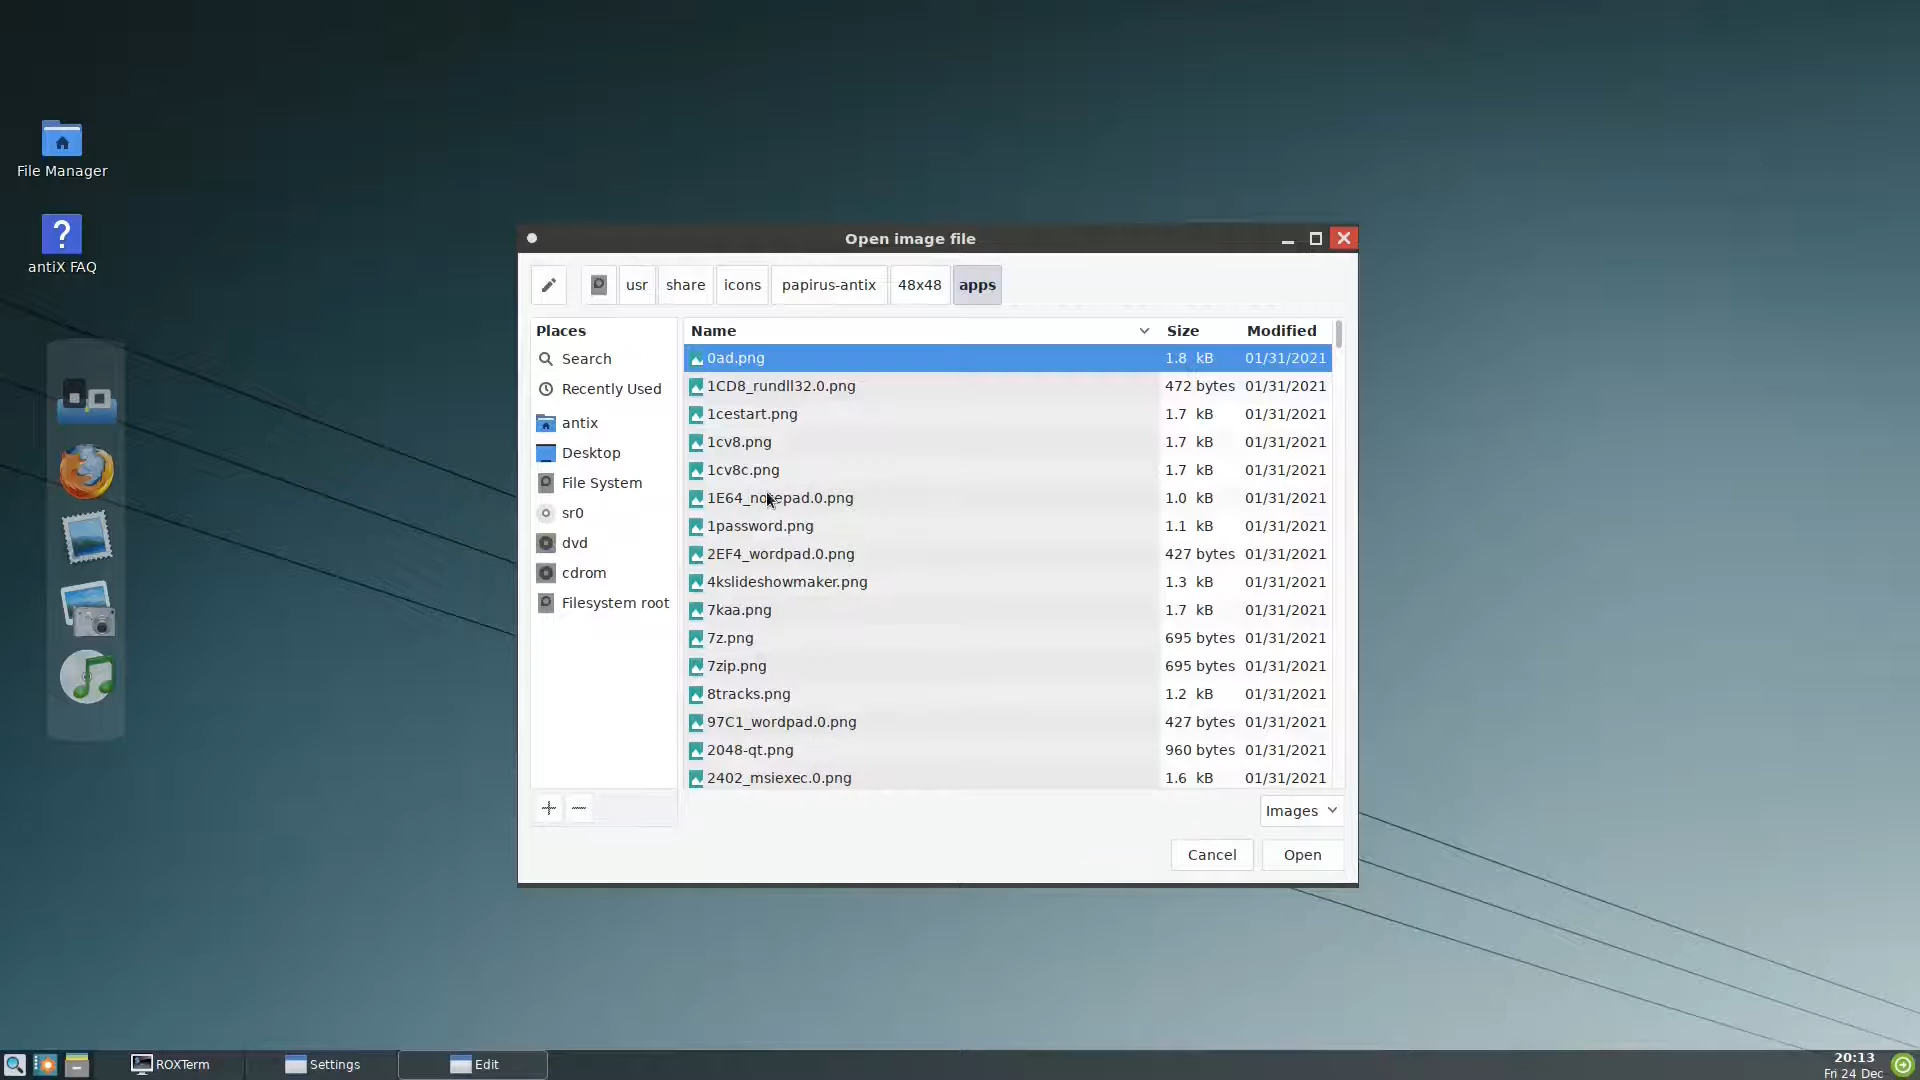 File Manager
?
antiX FAQ
Open image file
usr share icons papirus-antix 48x48 apps
Places
Search
Recently Used
antix
Desktop
File System
sr0
dvd
cdrom
Filesystem root
Name Size Modified
0ad.png 1.8 kB 01/31/2021
1CD8_rundll32.0.png 472 bytes 01/31/2021
1cestart.png 1.7 kB 01/31/2021
1cv8.png 1.7 kB 01/31/2021
1cv8c.png 1.7 kB 01/31/2021
1E64_notepad.0.png 1.0 kB 01/31/2021
1password.png 1.1 kB 01/31/2021
2EF4_wordpad.0.png 427 bytes 01/31/2021
4kslideshowmaker.png 1.3 kB 01/31/2021
7kaa.png 1.7 kB 01/31/2021
7z.png 695 bytes 01/31/2021
7zip.png 695 bytes 01/31/2021
8tracks.png 1.2 kB 01/31/2021
97C1_wordpad.0.png 427 bytes 01/31/2021
2048-qt.png 960 bytes 01/31/2021
2402_msiexec.0.png 1.6 kB 01/31/2021
Images
Cancel Open
ROXTerm Settings Edit
20:13
Fri 24 Dec